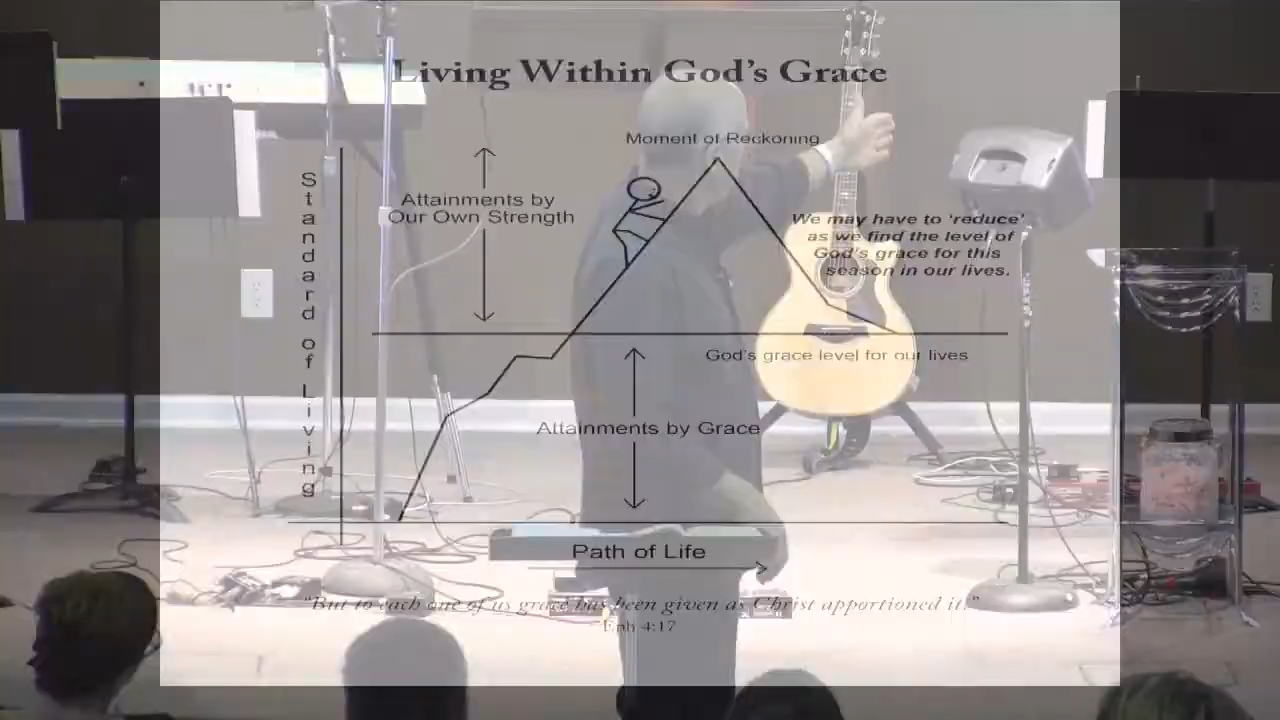 Living Within God's Grace
Moment of Reckoning
Standard of Living
Attainments by
Our Own Strength
We may have to 'reduce'
as we find the level of
God's grace for this
season in our lives.
God's grace level for our lives
Attainments by Grace
Path of Life
"But to each one of us grace has been given as Christ apportioned it."
Eph 4:17